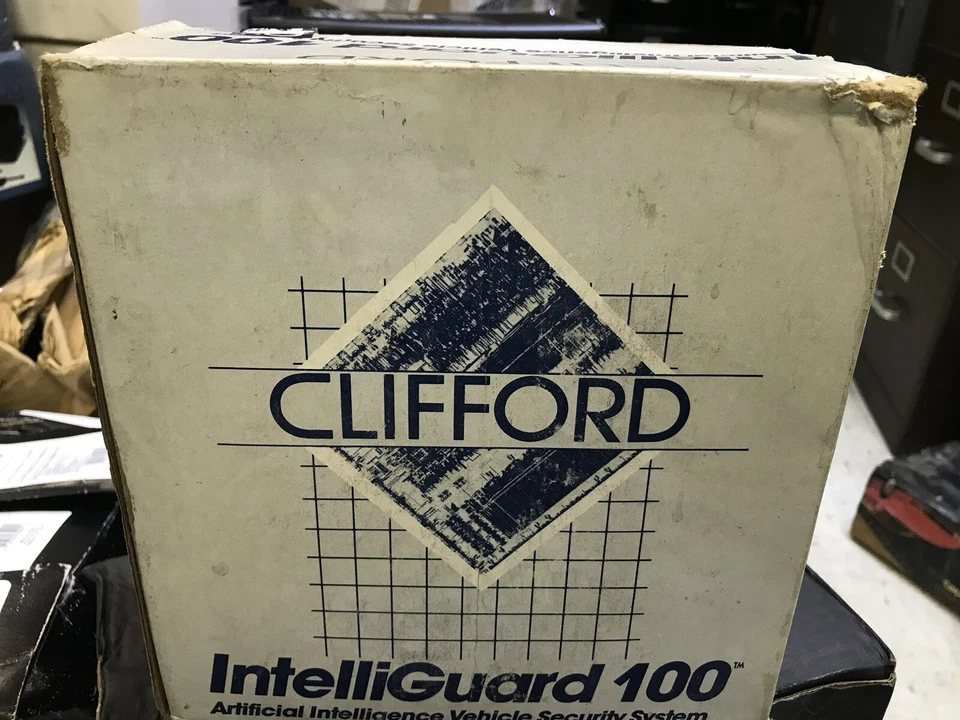 CLIFFORD
IntelliGuard 100™
Artificial Intelligence Vehicle Security System